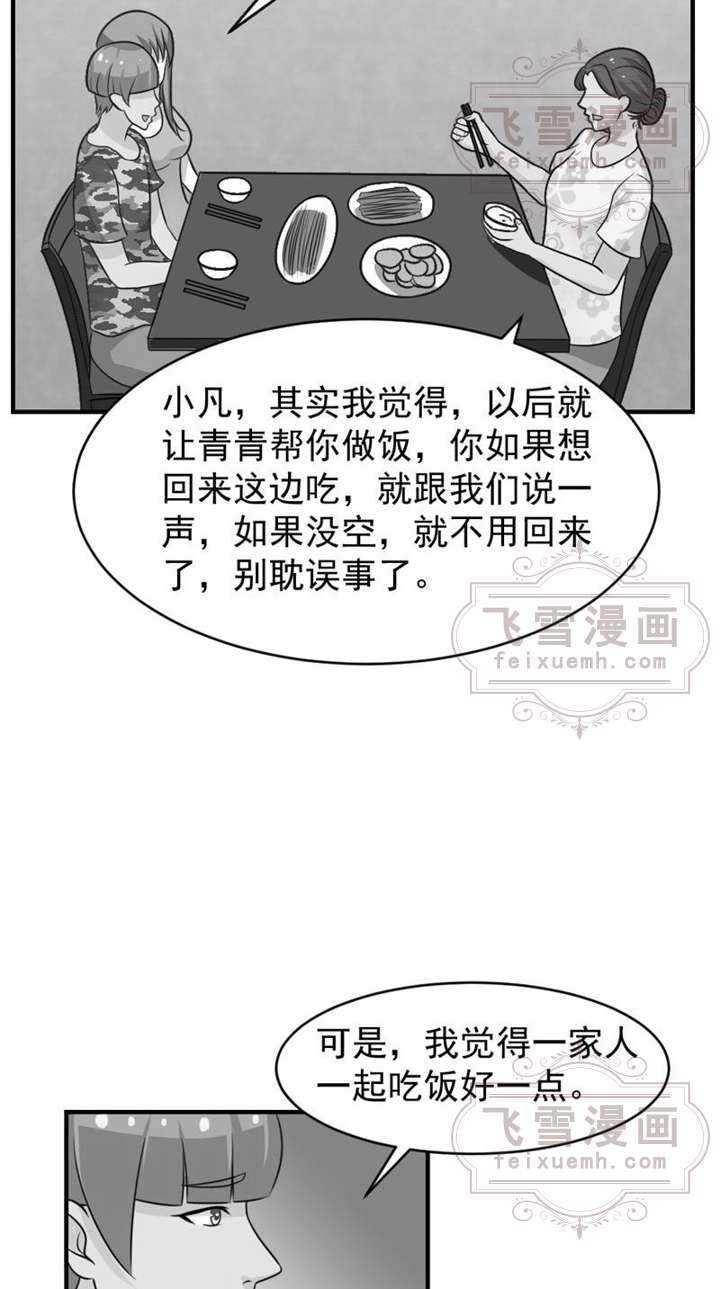 飞雪漫画
feixuemh.com
小凡，其实我觉得，以后就
让青青帮你做饭，你如果想
回来这边吃，就跟我们说一
声，如果没空，就不用回来
了，别耽误事了。
飞雪漫画
feixuemh.com
可是，我觉得一家人
一起吃饭好一点。
飞雪漫画
feixuemh.com